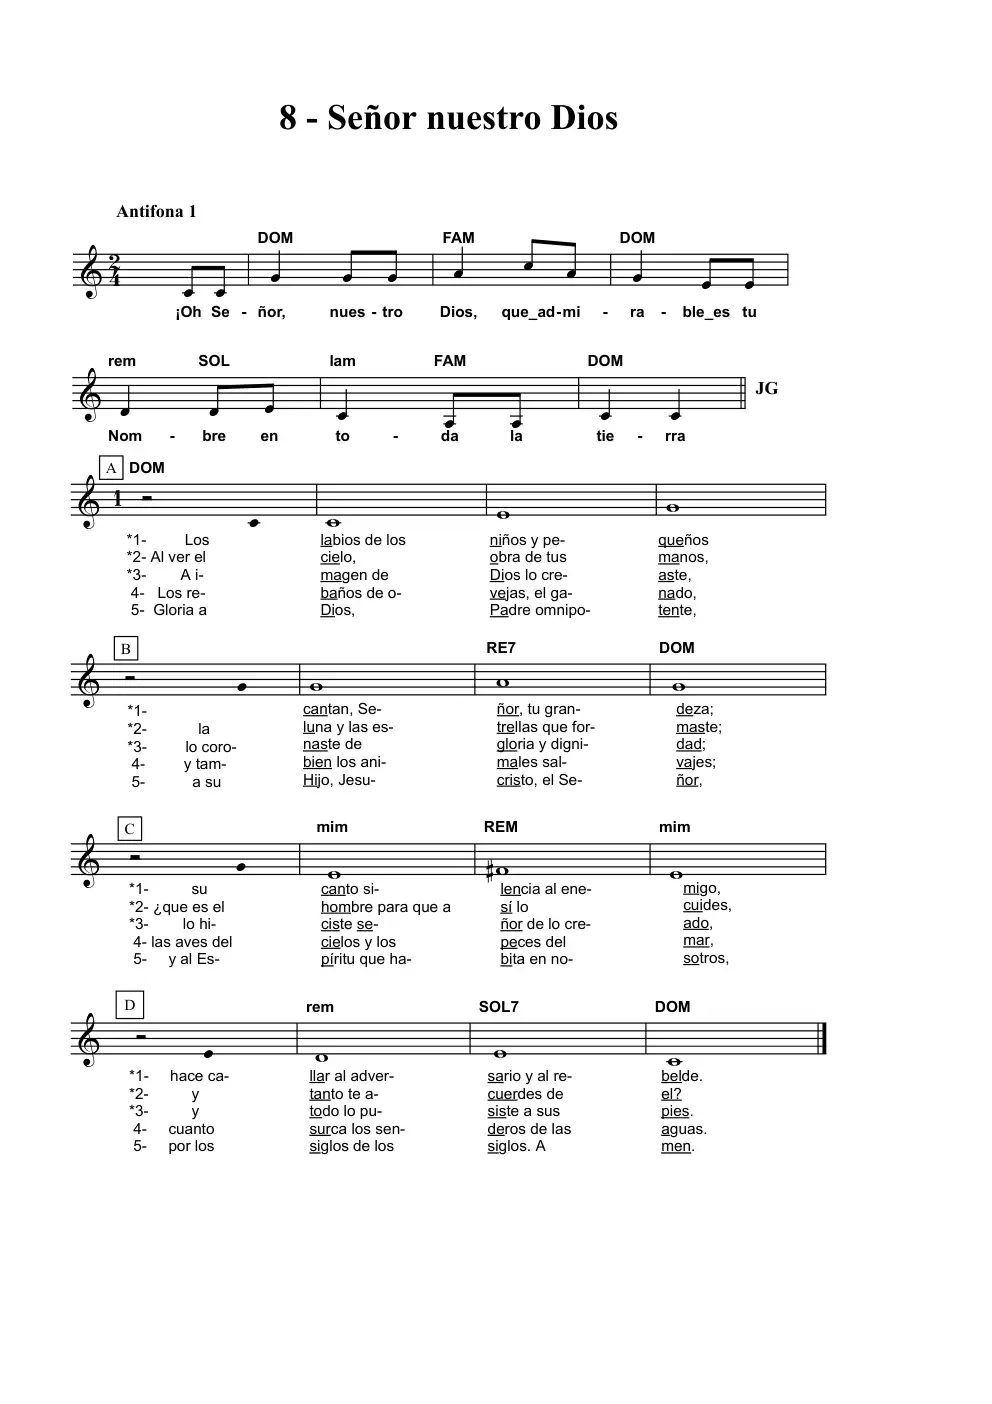 8 - Señor nuestro Dios
Antifona 1
DOM FAM DOM
2
4
¡Oh Se - ñor, nues - tro Dios, que_ad-mi - ra - ble_es tu
rem SOL lam FAM DOM
JG
Nom - bre en to - da la tie - rra
A DOM
1
*1- Los labios de los niños y pe- queños
*2- Al ver el cielo, obra de tus manos,
*3- A i- magen de Dios lo cre- aste,
4- Los re- baños de o- vejas, el ga- nado,
5- Gloria a Dios, Padre omnipo- tente,
B RE7 DOM
*1- cantan, Se- ñor, tu gran- deza;
*2- la luna y las es- trellas que for- maste;
*3- lo coro- naste de gloria y digni- dad;
4- y tam- bien los ani- males sal- vajes;
5- a su Hijo, Jesu- cristo, el Se- ñor,
C mim REM mim
*1- su canto si- lencia al ene- migo,
*2- ¿que es el hombre para que a sí lo cuides,
*3- lo hi- ciste se- ñor de lo cre- ado,
4- las aves del cielos y los peces del mar,
5- y al Es- píritu que ha- bita en no- sotros,
D rem SOL7 DOM
*1- hace ca- llar al adver- sario y al re- belde.
*2- y tanto te a- cuerdes de el?
*3- y todo lo pu- siste a sus pies.
4- cuanto surca los sen- deros de las aguas.
5- por los siglos de los siglos. A men.